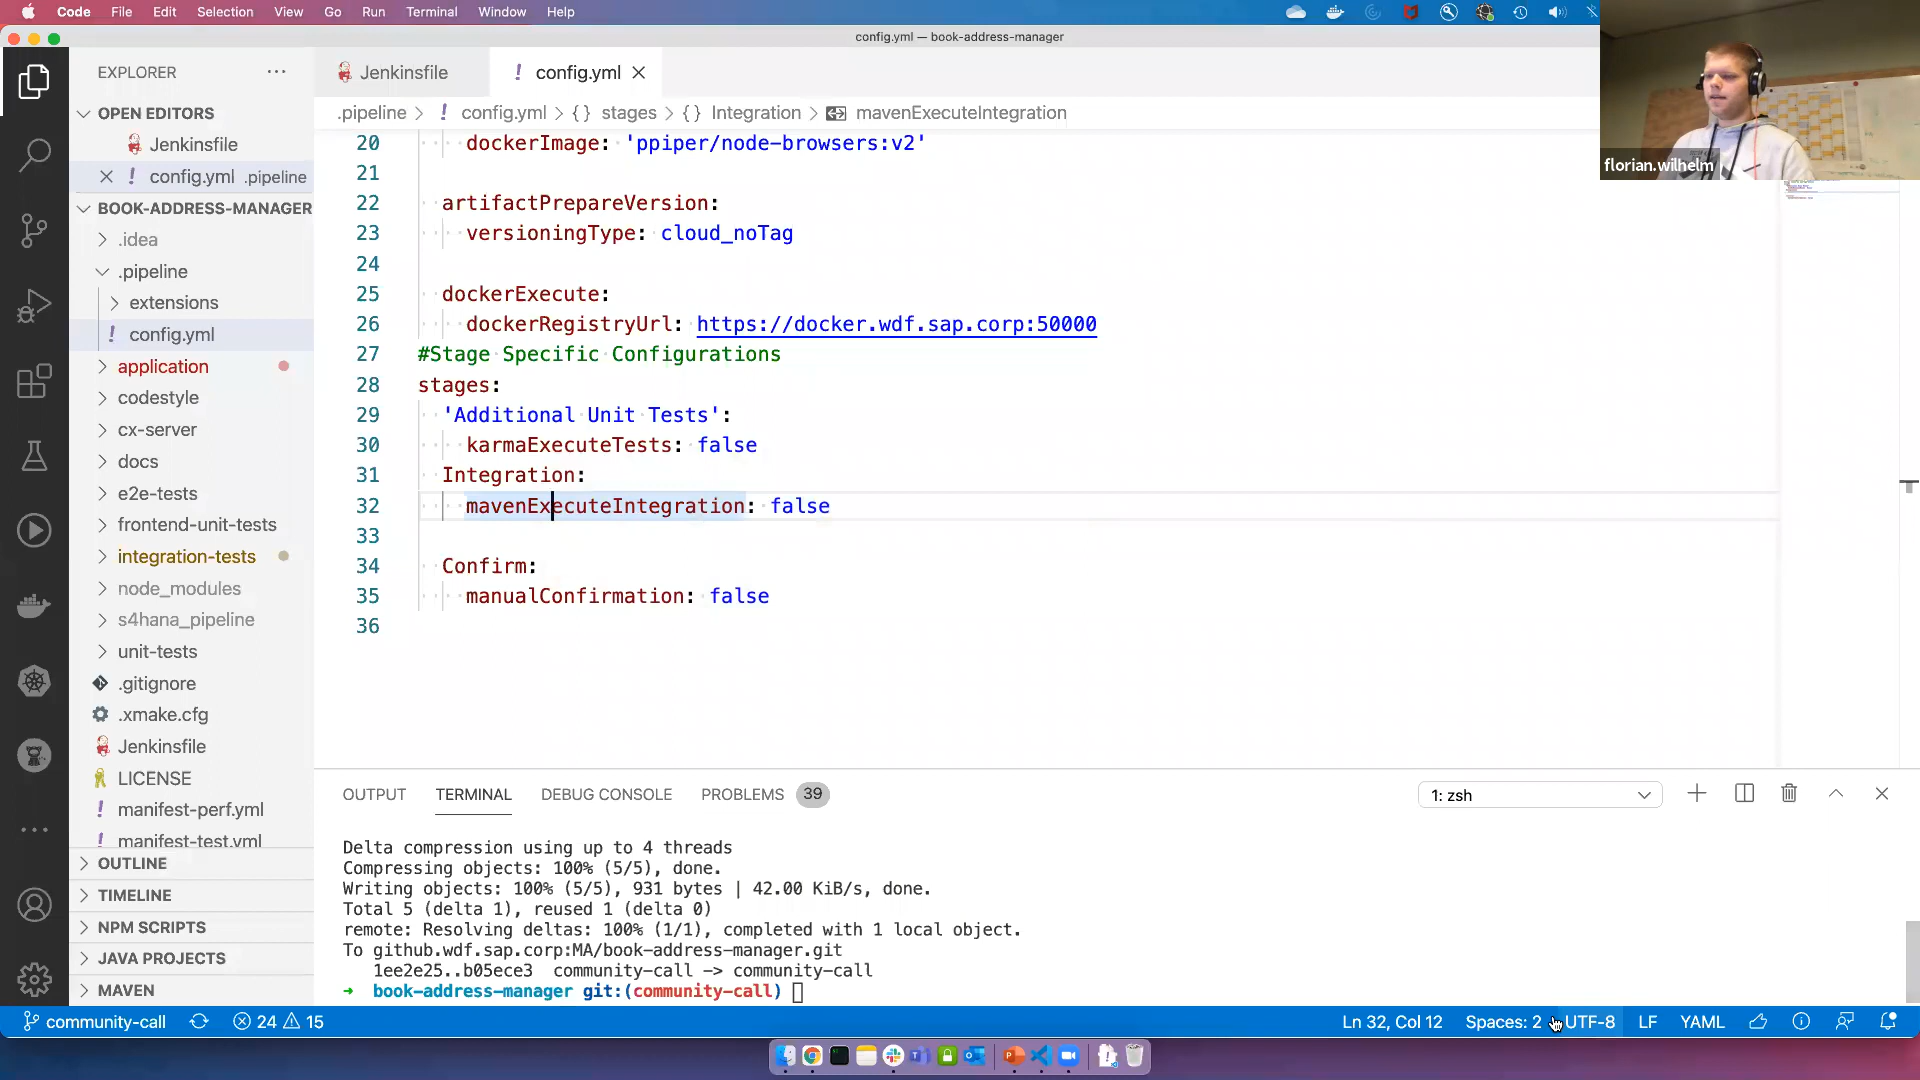 Code File Edit Selection View Go Run Terminal Window Help
config.yml — book-address-manager
EXPLORER
Jenkinsfile
config.yml
florian.wilhelm
.pipeline
config.yml
stages
Integration
mavenExecuteIntegration
OPEN EDITORS
Jenkinsfile
config.yml .pipeline
BOOK-ADDRESS-MANAGER
.idea
.pipeline
extensions
config.yml
application
codestyle
cx-server
docs
e2e-tests
frontend-unit-tests
integration-tests
node_modules
s4hana_pipeline
unit-tests
.gitignore
.xmake.cfg
Jenkinsfile
LICENSE
manifest-perf.yml
manifest-test.yml
OUTLINE
TIMELINE
NPM SCRIPTS
JAVA PROJECTS
MAVEN
20 dockerImage: 'ppiper/node-browsers:v2'
21
22 artifactPrepareVersion:
23 versioningType: cloud_noTag
24
25 dockerExecute:
26 dockerRegistryUrl: https://docker.wdf.sap.corp:50000
27 #Stage Specific Configurations
28 stages:
29 'Additional Unit Tests':
30 karmaExecuteTests: false
31 Integration:
32 mavenExecuteIntegration: false
33
34 Confirm:
35 manualConfirmation: false
36
OUTPUT TERMINAL DEBUG CONSOLE PROBLEMS 39
1: zsh
Delta compression using up to 4 threads
Compressing objects: 100% (5/5), done.
Writing objects: 100% (5/5), 931 bytes | 42.00 KiB/s, done.
Total 5 (delta 1), reused 1 (delta 0)
remote: Resolving deltas: 100% (1/1), completed with 1 local object.
To github.wdf.sap.corp:MA/book-address-manager.git
1ee2e25..b05ece3 community-call -> community-call
➜ book-address-manager git:(community-call)
community-call 24 15
Ln 32, Col 12 Spaces: 2 UTF-8 LF YAML